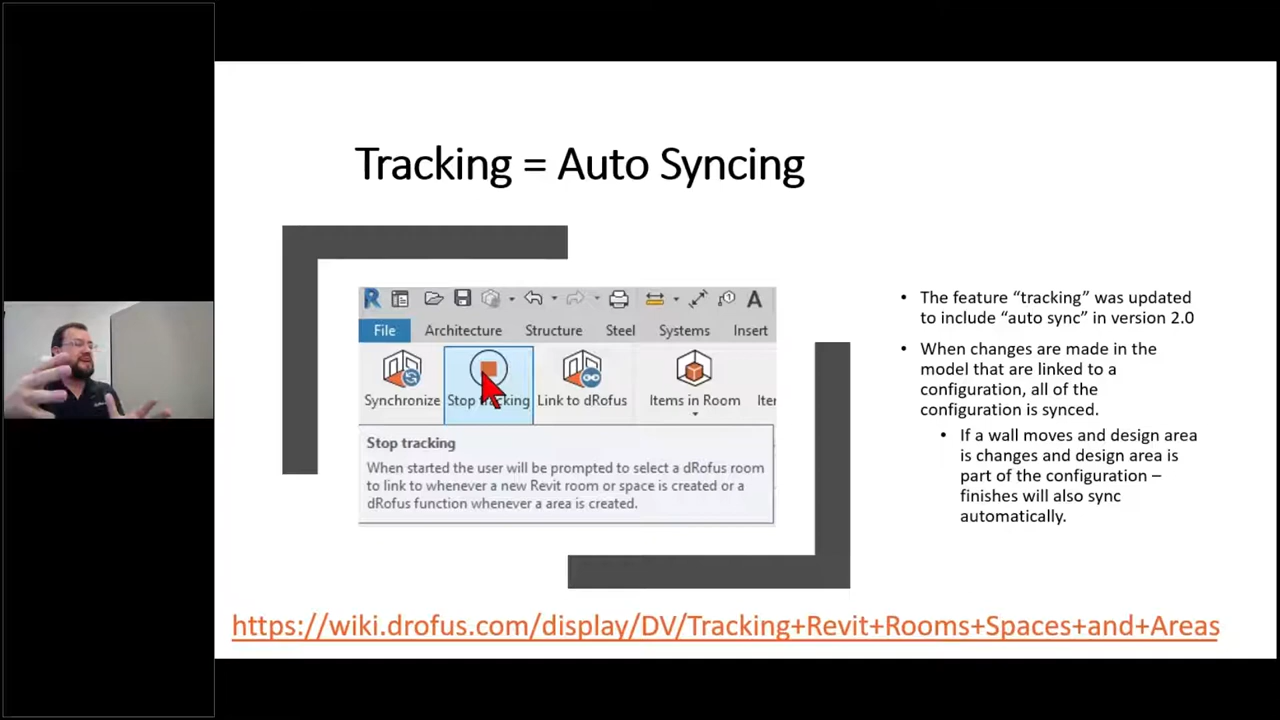 Tracking = Auto Syncing
File Architecture Structure Steel Systems Insert
Synchronize Stop tracking Link to dRofus Items in Room
Stop tracking
When started the user will be prompted to select a dRofus room
to link to whenever a new Revit room or space is created or a
dRofus function whenever a area is created.
• The feature “tracking” was updated
to include “auto sync” in version 2.0
• When changes are made in the
model that are linked to a
configuration, all of the
configuration is synced.
• If a wall moves and design area
is changes and design area is
part of the configuration –
finishes will also sync
automatically.
https://wiki.drofus.com/display/DV/Tracking+Revit+Rooms+Spaces+and+Areas